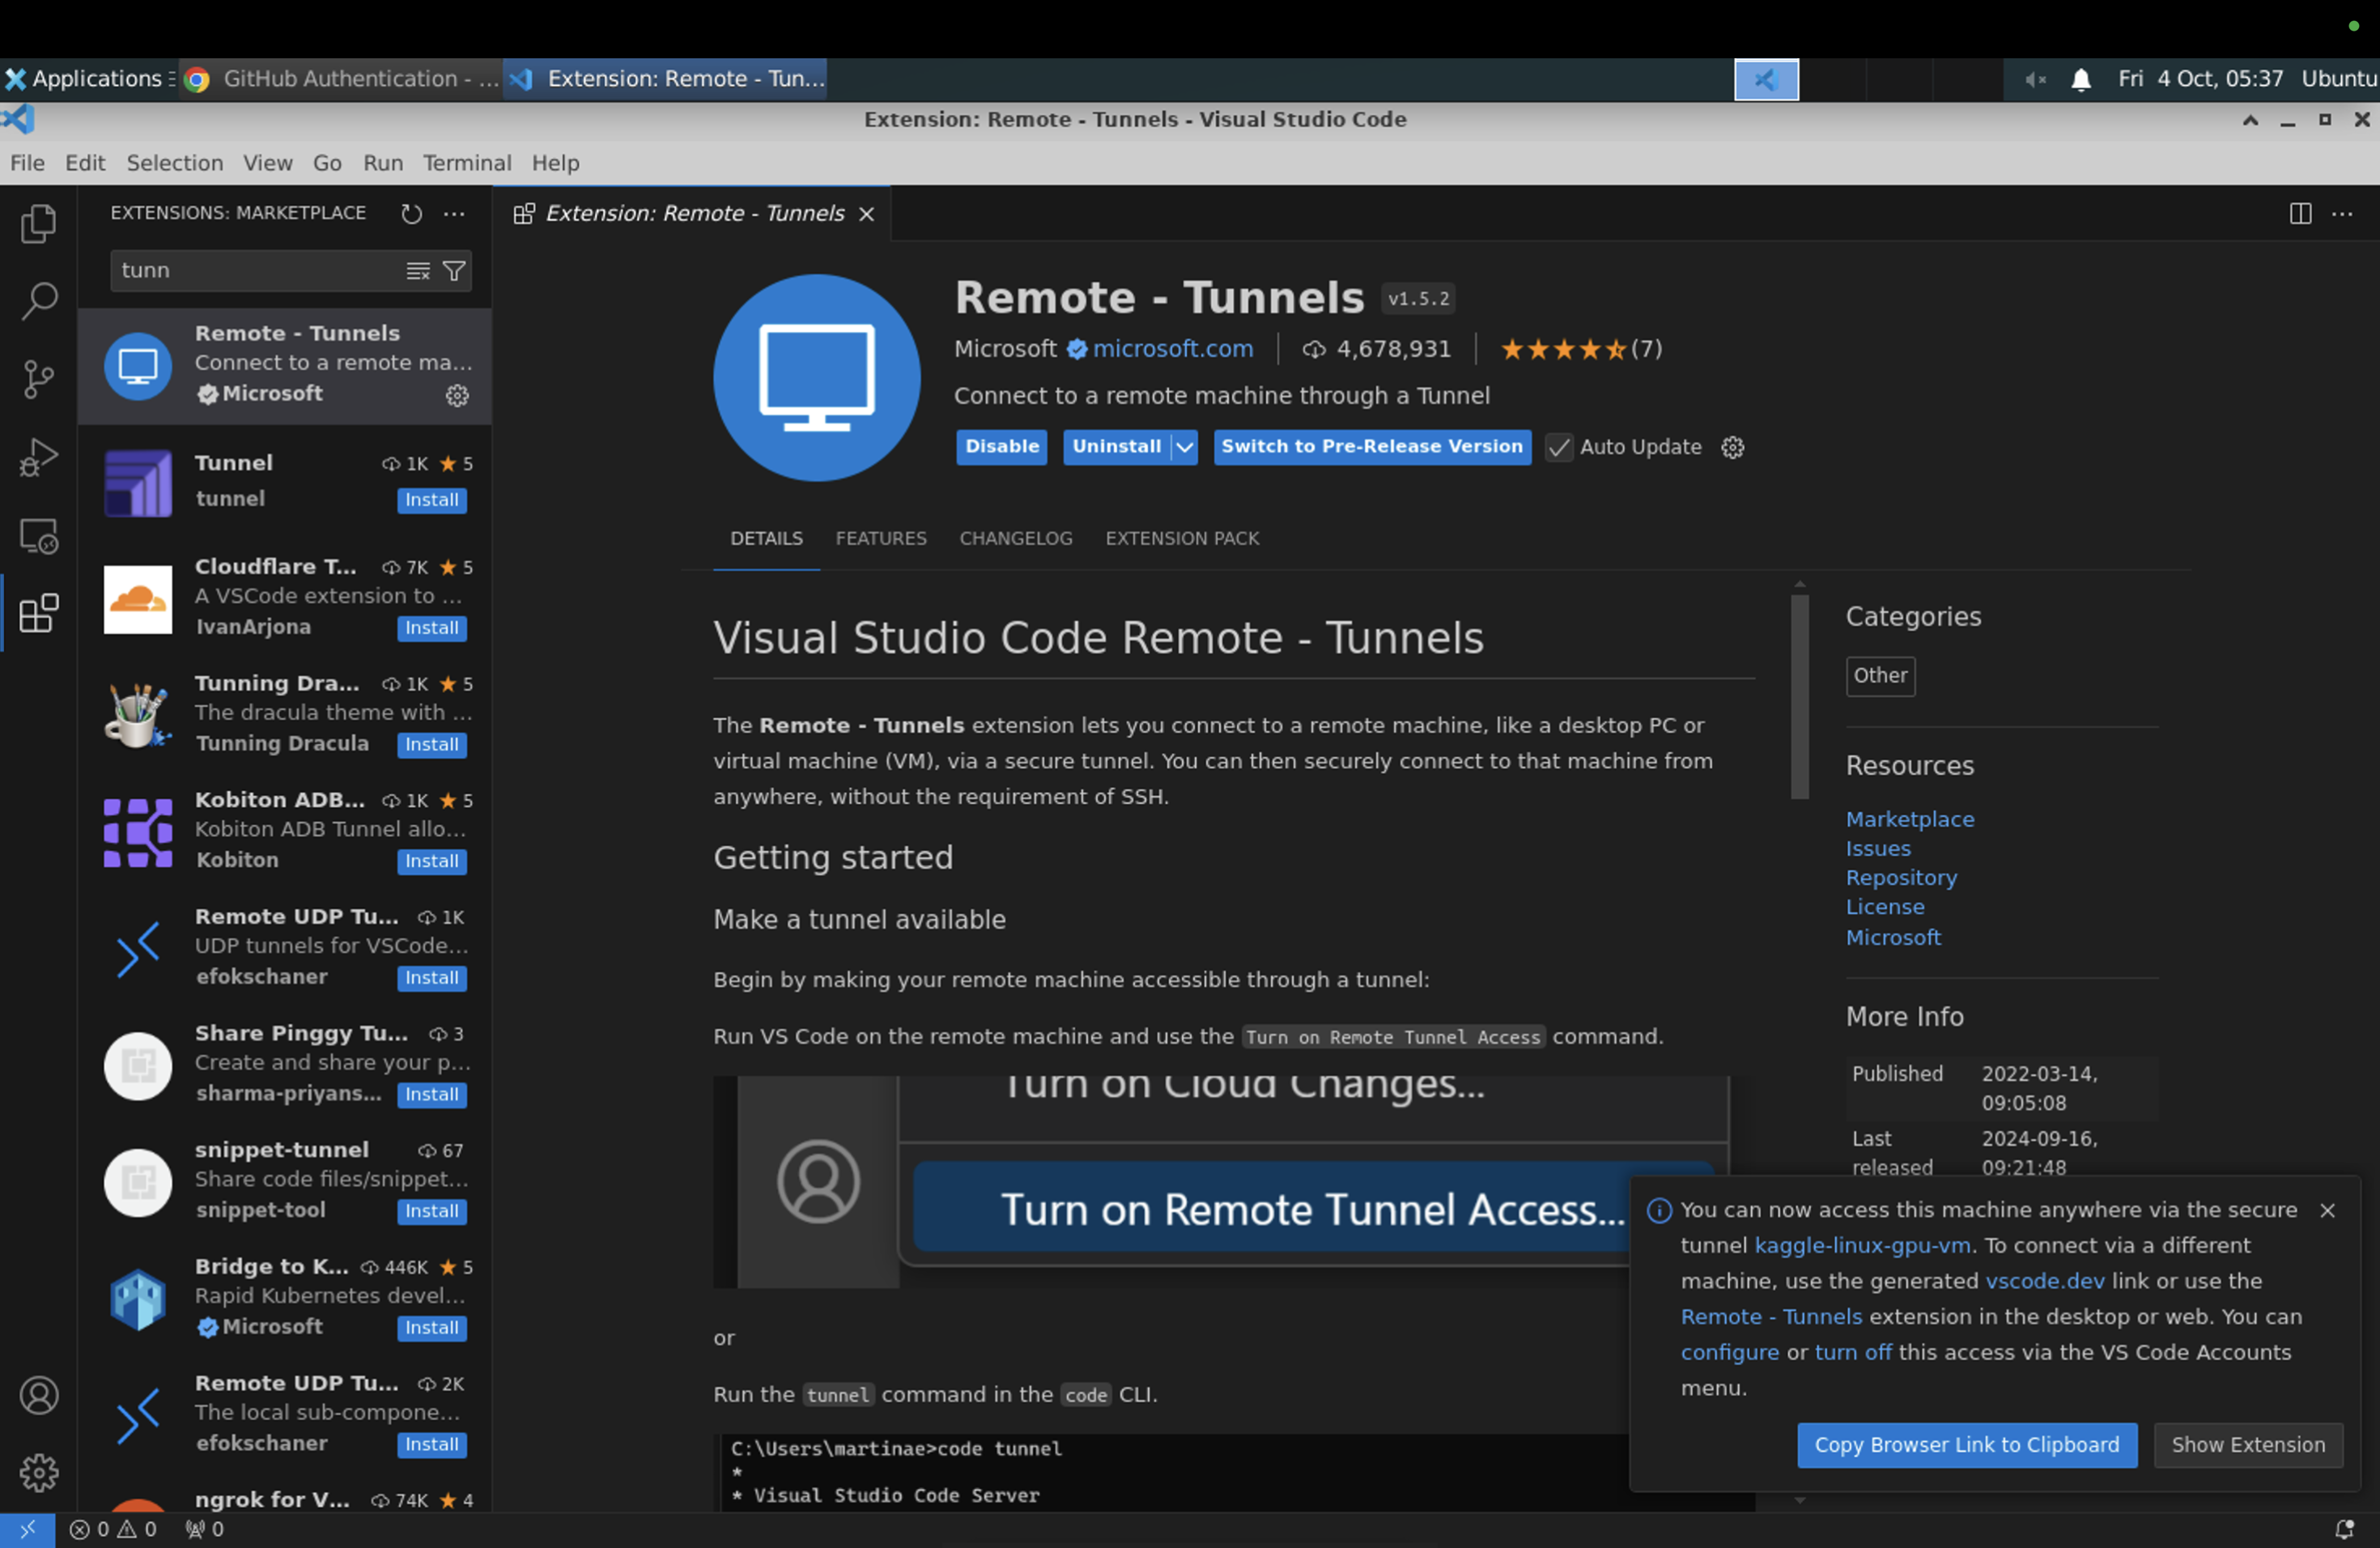 Applications
GitHub Authentication - ...
Extension: Remote - Tun...
Fri 4 Oct, 05:37 Ubuntu
Extension: Remote - Tunnels - Visual Studio Code
File Edit Selection View Go Run Terminal Help
EXTENSIONS: MARKETPLACE
tunn
Remote - Tunnels
Connect to a remote ma...
Microsoft
Tunnel 1K 5
tunnel Install
Cloudflare T... 7K 5
A VSCode extension to ...
IvanArjona Install
Tunning Dra... 1K 5
The dracula theme with ...
Tunning Dracula Install
Kobiton ADB... 1K 5
Kobiton ADB Tunnel allo...
Kobiton Install
Remote UDP Tu... 1K
UDP tunnels for VSCode...
efokschaner Install
Share Pinggy Tu... 3
Create and share your p...
sharma-priyans... Install
snippet-tunnel 67
Share code files/snippet...
snippet-tool Install
Bridge to K... 446K 5
Rapid Kubernetes devel...
Microsoft Install
Remote UDP Tu... 2K
The local sub-compone...
efokschaner Install
ngrok for V... 74K 4
Extension: Remote - Tunnels
Remote - Tunnels v1.5.2
Microsoft microsoft.com 4,678,931 (7)
Connect to a remote machine through a Tunnel
Disable Uninstall Switch to Pre-Release Version Auto Update
DETAILS FEATURES CHANGELOG EXTENSION PACK
Visual Studio Code Remote - Tunnels
The Remote - Tunnels extension lets you connect to a remote machine, like a desktop PC or
virtual machine (VM), via a secure tunnel. You can then securely connect to that machine from
anywhere, without the requirement of SSH.
Getting started
Make a tunnel available
Begin by making your remote machine accessible through a tunnel:
Run VS Code on the remote machine and use the Turn on Remote Tunnel Access command.
Turn on Cloud Changes...
Turn on Remote Tunnel Access...
or
Run the tunnel command in the code CLI.
C:\Users\martinae>code tunnel
*
* Visual Studio Code Server
Categories
Other
Resources
Marketplace
Issues
Repository
License
Microsoft
More Info
Published 2022-03-14,
09:05:08
Last 2024-09-16,
released 09:21:48
You can now access this machine anywhere via the secure
tunnel kaggle-linux-gpu-vm. To connect via a different
machine, use the generated vscode.dev link or use the
Remote - Tunnels extension in the desktop or web. You can
configure or turn off this access via the VS Code Accounts
menu.
Copy Browser Link to Clipboard Show Extension
0 0 0